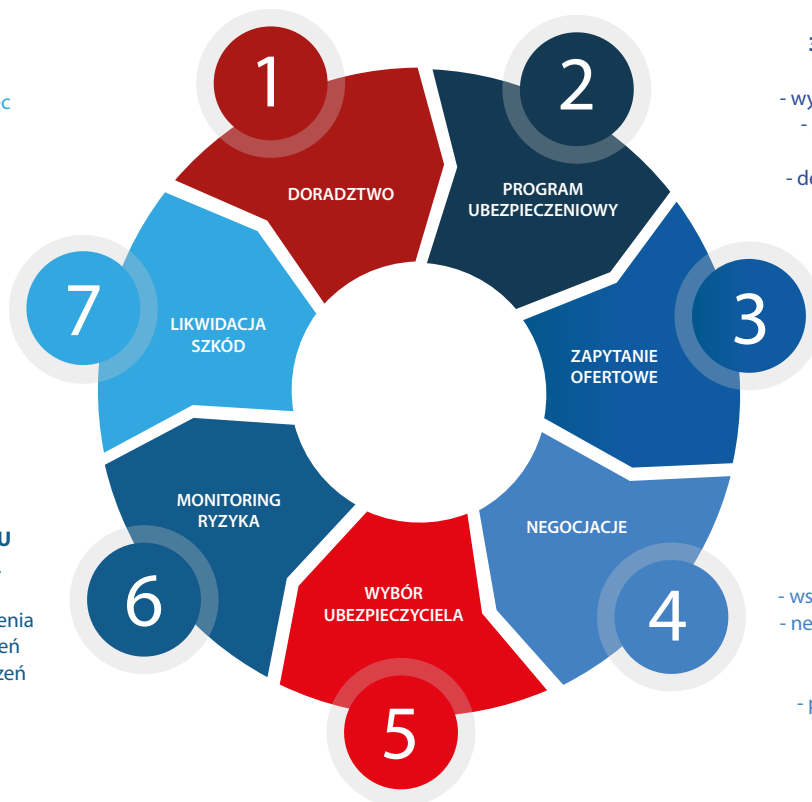 1
DORADZTWO
2
PROGRAM
UBEZPIECZENIOWY
3
ZAPYTANIE
OFERTOWE
4
NEGOCJACJE
5
WYBÓR
UBEZPIECZYCIELA
6
MONITORING
RYZYKA
7
LIKWIDACJA
SZKÓD